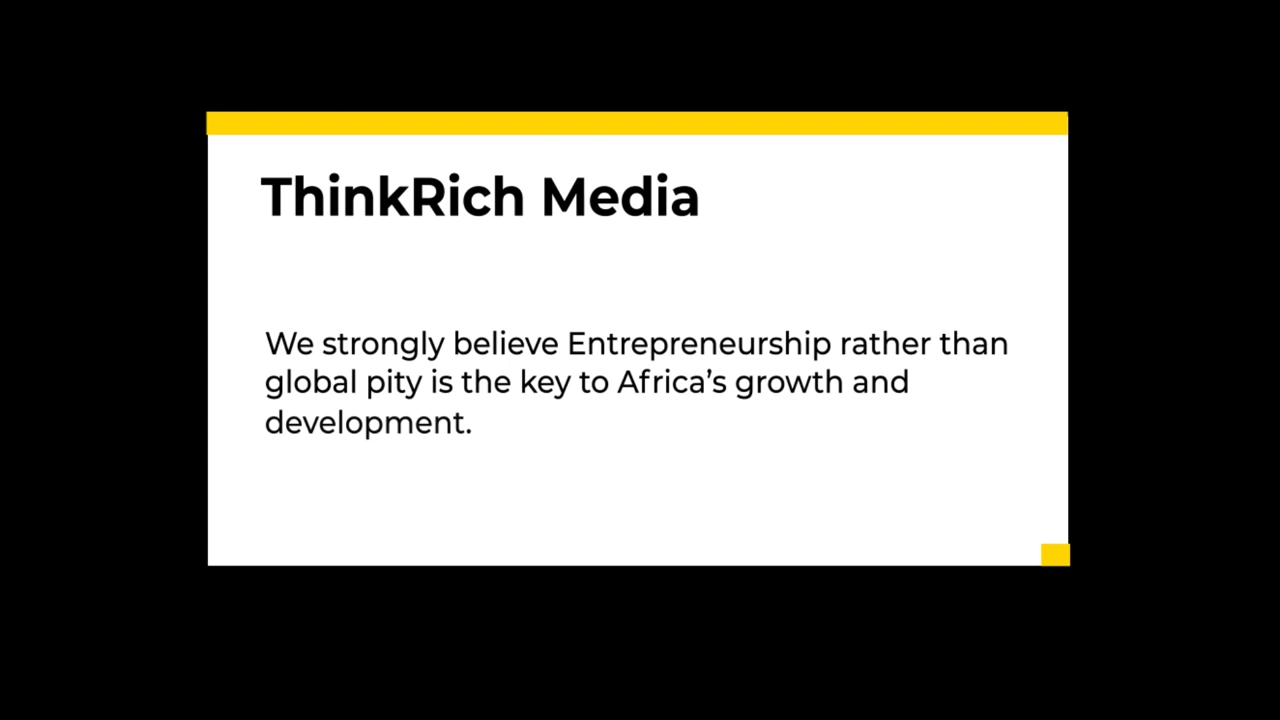 ThinkRich Media
We strongly believe Entrepreneurship rather than
global pity is the key to Africa’s growth and
development.